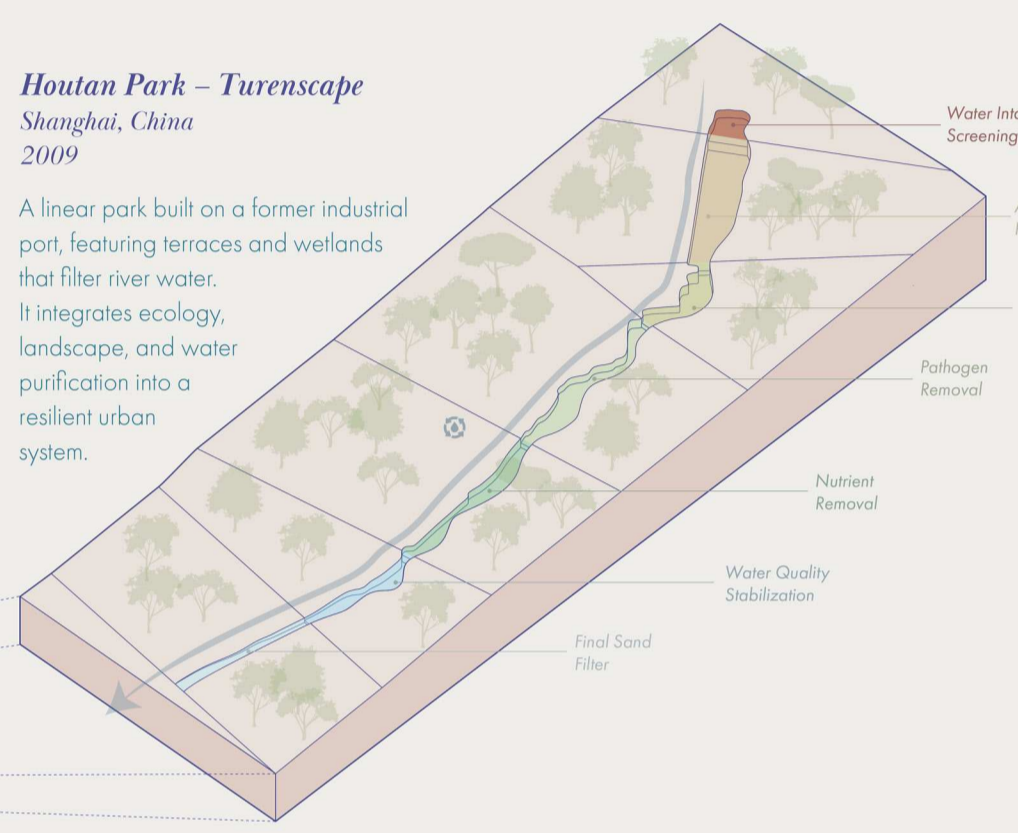 Houtan Park – Turenscape
Shanghai, China
2009
A linear park built on a former industrial
port, featuring terraces and wetlands
that filter river water.
It integrates ecology,
landscape, and water
purification into a
resilient urban
system.
Water
Screening
Pathogen
Removal
Nutrient
Removal
Water Quality
Stabilization
Final Sand
Filter